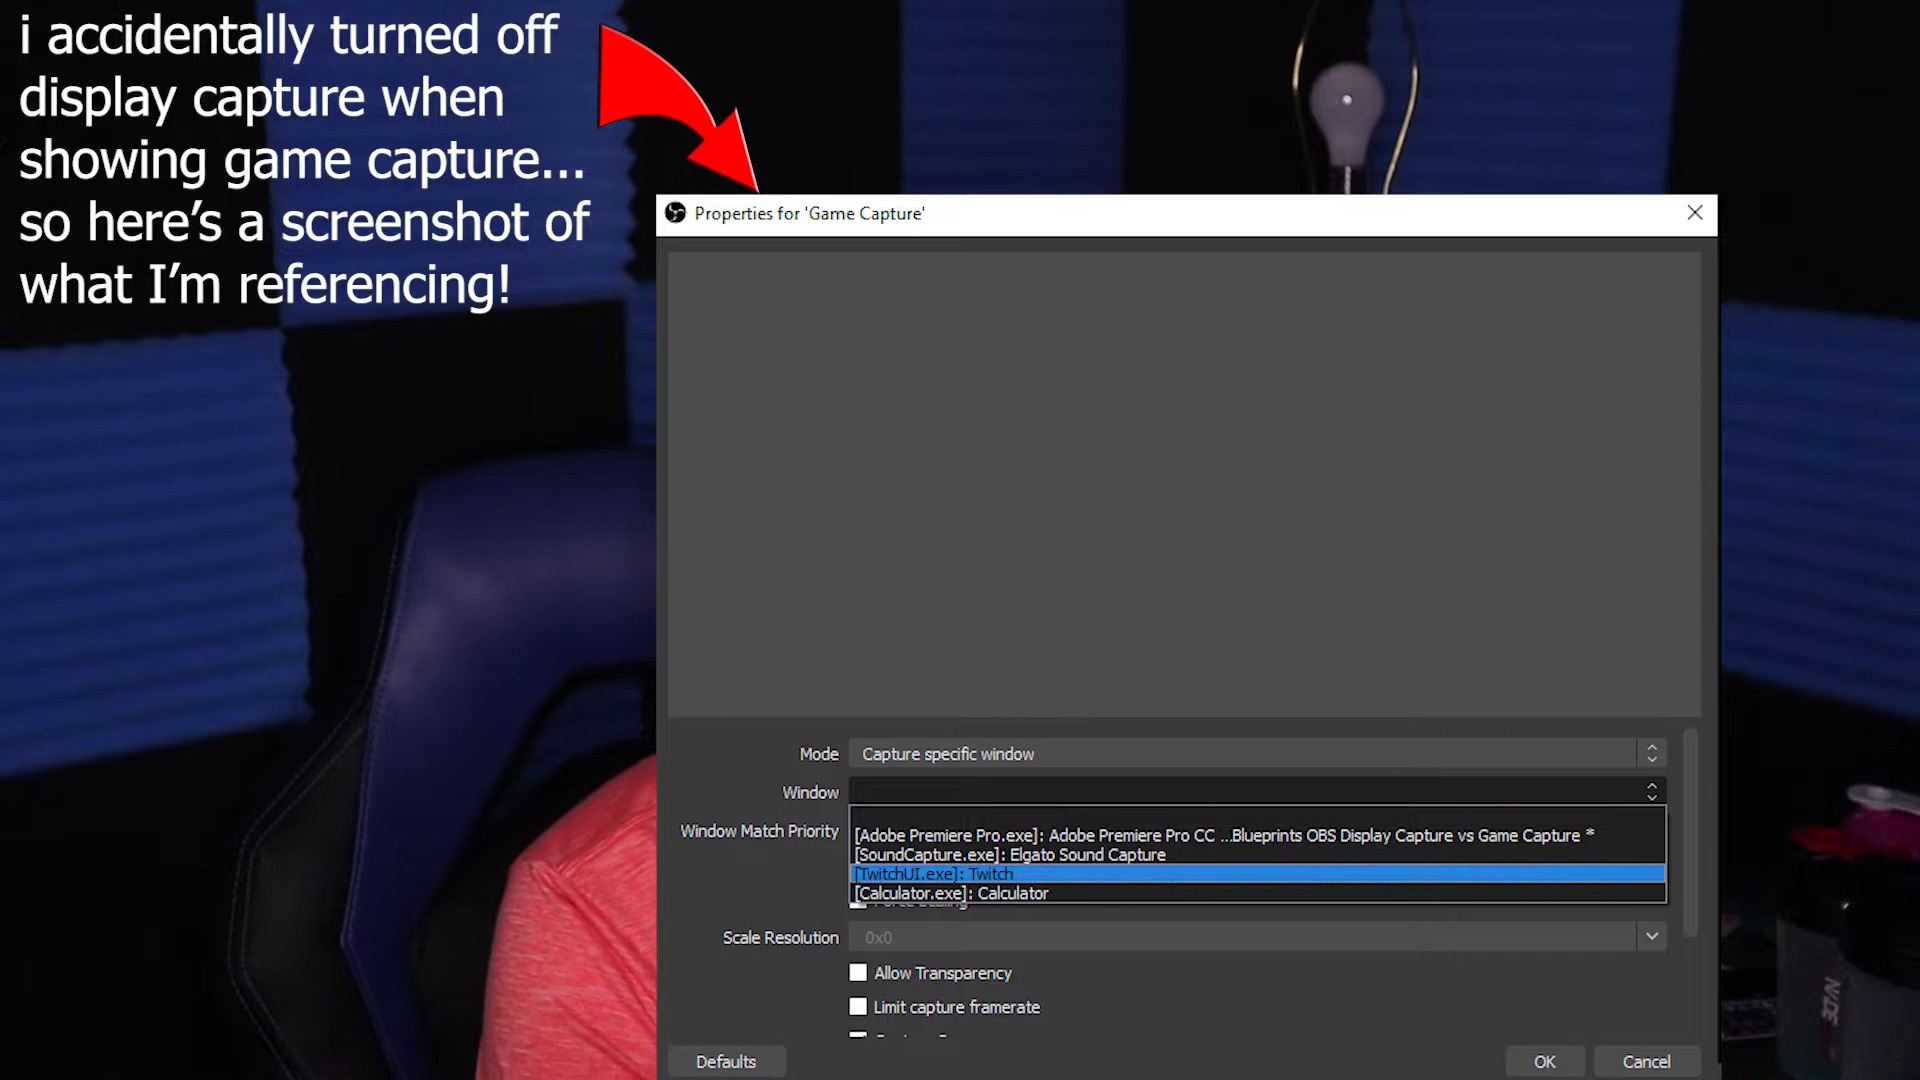 i accidentally turned off
display capture when
showing game capture...
so here's a screenshot of
what I'm referencing!
Properties for 'Game Capture'
Mode Capture specific window
Window
Window Match Priority
[Adobe Premiere Pro.exe]: Adobe Premiere Pro CC ...Blueprints OBS Display Capture vs Game Capture *
[SoundCapture.exe]: Elgato Sound Capture
[TwitchUI.exe]: Twitch
[Calculator.exe]: Calculator
Scale Resolution 0x0
Allow Transparency
Limit capture framerate
Defaults OK Cancel